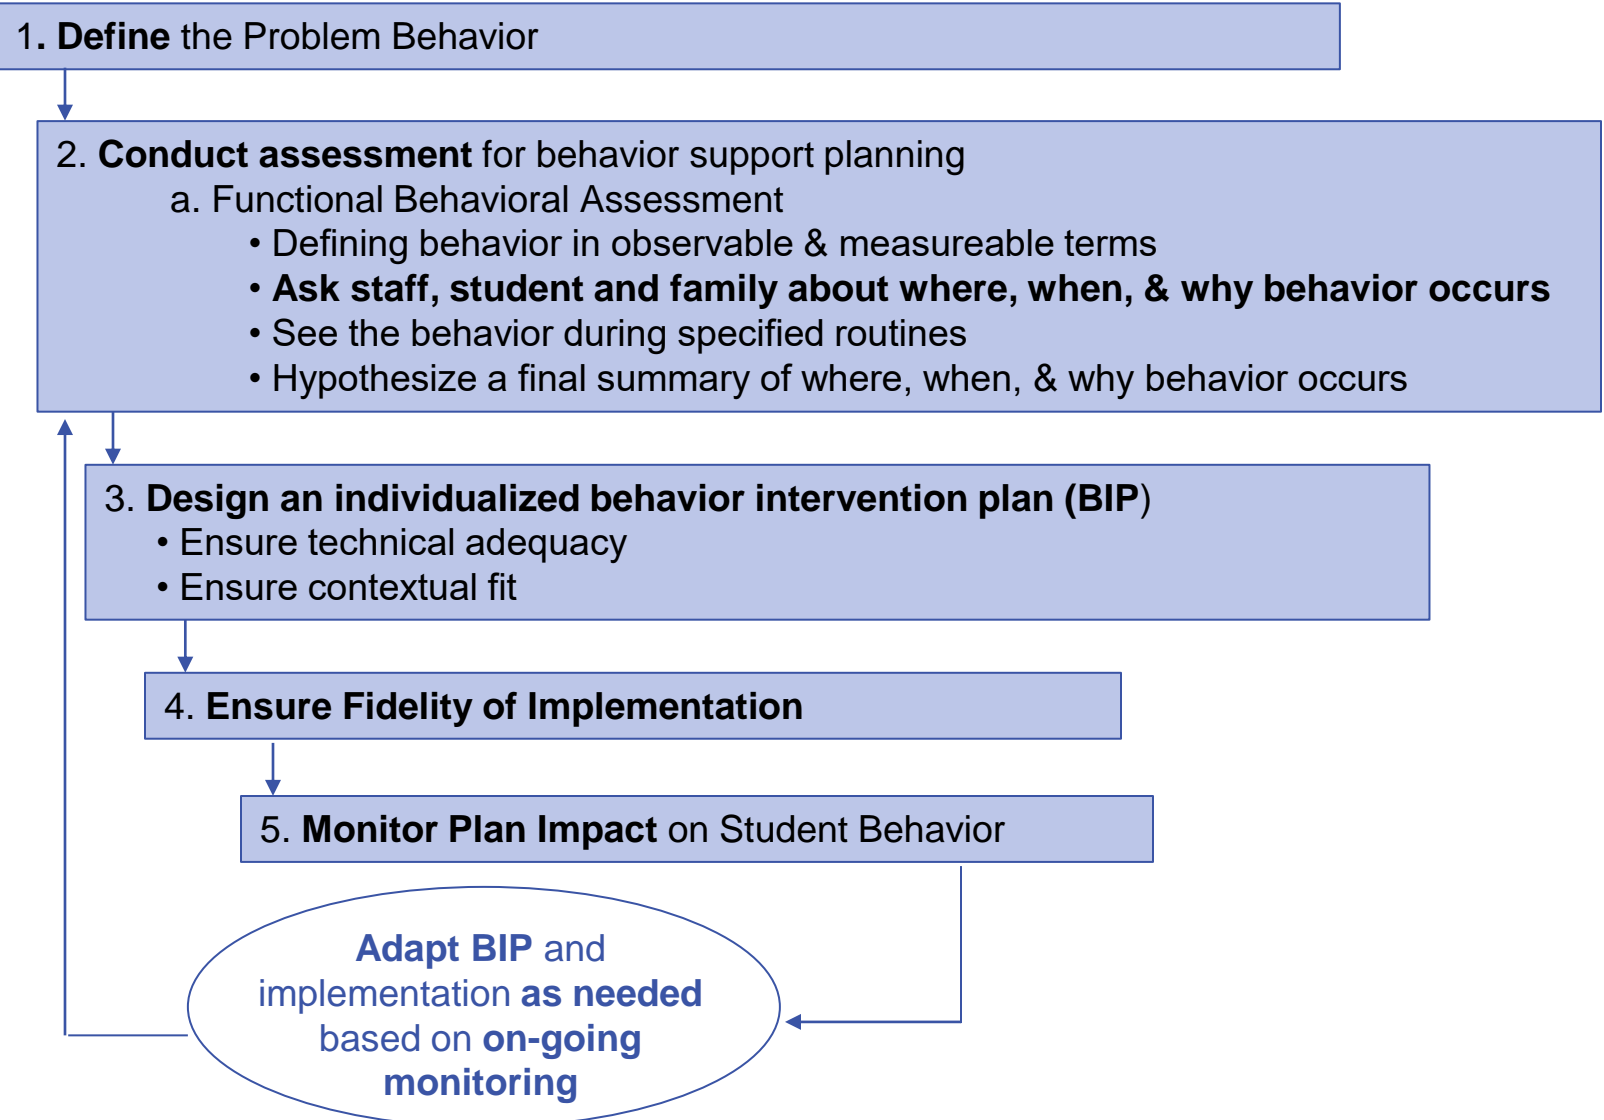 1. Define the Problem Behavior
2. Conduct assessment for behavior support planning
a. Functional Behavioral Assessment
• Defining behavior in observable & measureable terms
• Ask staff, student and family about where, when, & why behavior occurs
• See the behavior during specified routines
• Hypothesize a final summary of where, when, & why behavior occurs
3. Design an individualized behavior intervention plan (BIP)
• Ensure technical adequacy
• Ensure contextual fit
4. Ensure Fidelity of Implementation
5. Monitor Plan Impact on Student Behavior
Adapt BIP and
implementation as needed
based on on-going
monitoring